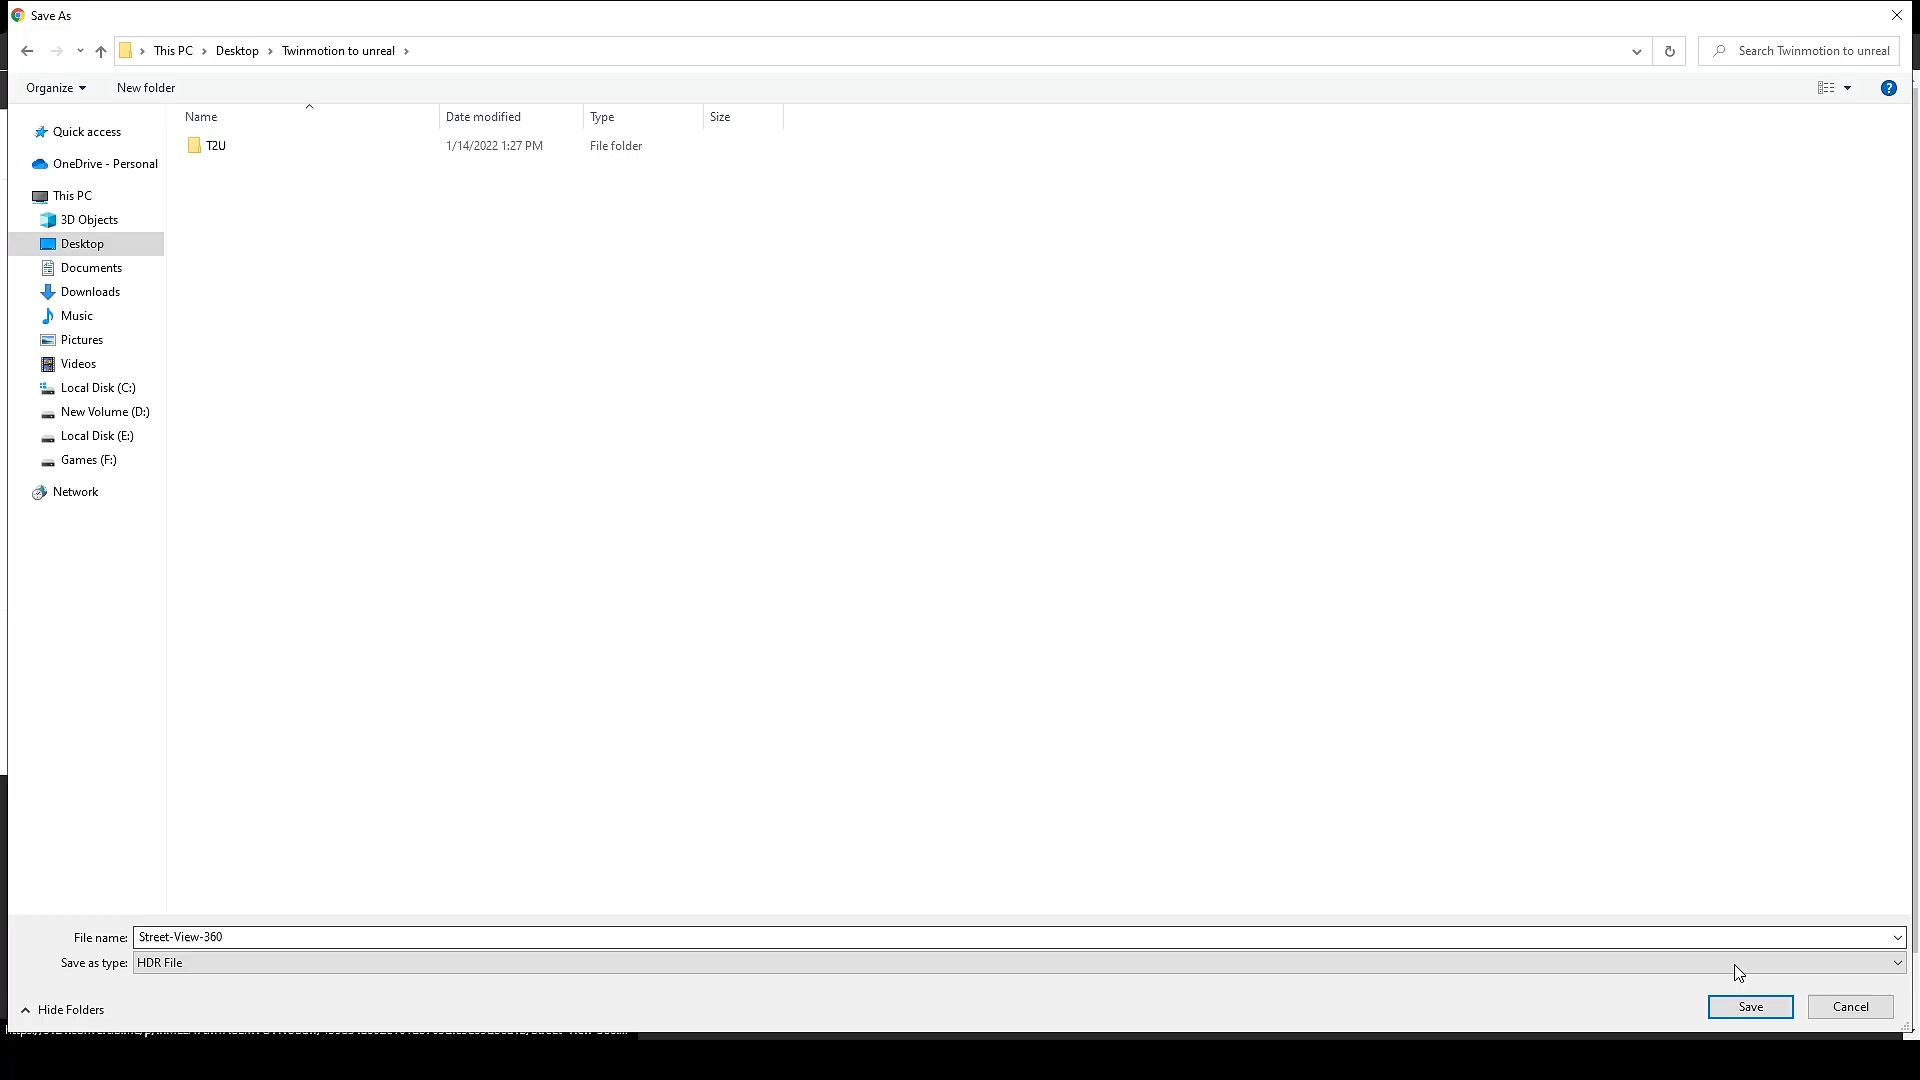 Save As
This PC > Desktop > Twinmotion to unreal >
Search Twinmotion to unreal
Organize
New folder
?
Name
Date modified
Type
Size
T2U
1/14/2022 1:27 PM
File folder
Quick access
OneDrive - Personal
This PC
3D Objects
Desktop
Documents
Downloads
Music
Pictures
Videos
Local Disk (C:)
New Volume (D:)
Local Disk (E:)
Games (F:)
Network
File name: Street-View-360
Save as type: HDR File
Hide Folders
Save
Cancel